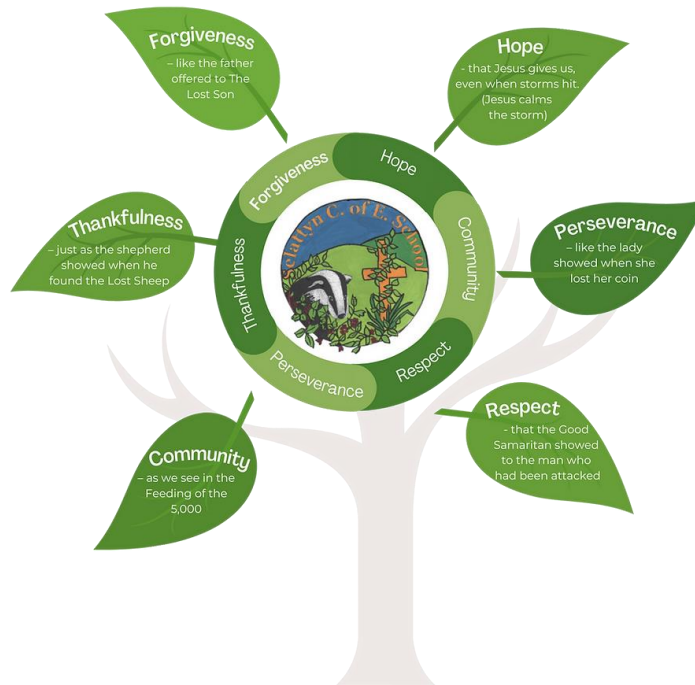 Forgiveness
– like the father
offered to The
Lost Son
Hope
- that Jesus gives us,
even when storms hit.
(Jesus calms
the storm)
Thankfulness
– just as the shepherd
showed when he
found the Lost Sheep
Perseverance
– like the lady
showed when she
lost her coin
Community
– as we see in the
Feeding of the
5,000
Respect
- that the Good
Samaritan showed
to the man who
had been attacked
Forgiveness
Hope
Community
Respect
Perseverance
Thankfulness
Selattyn C. of E. School